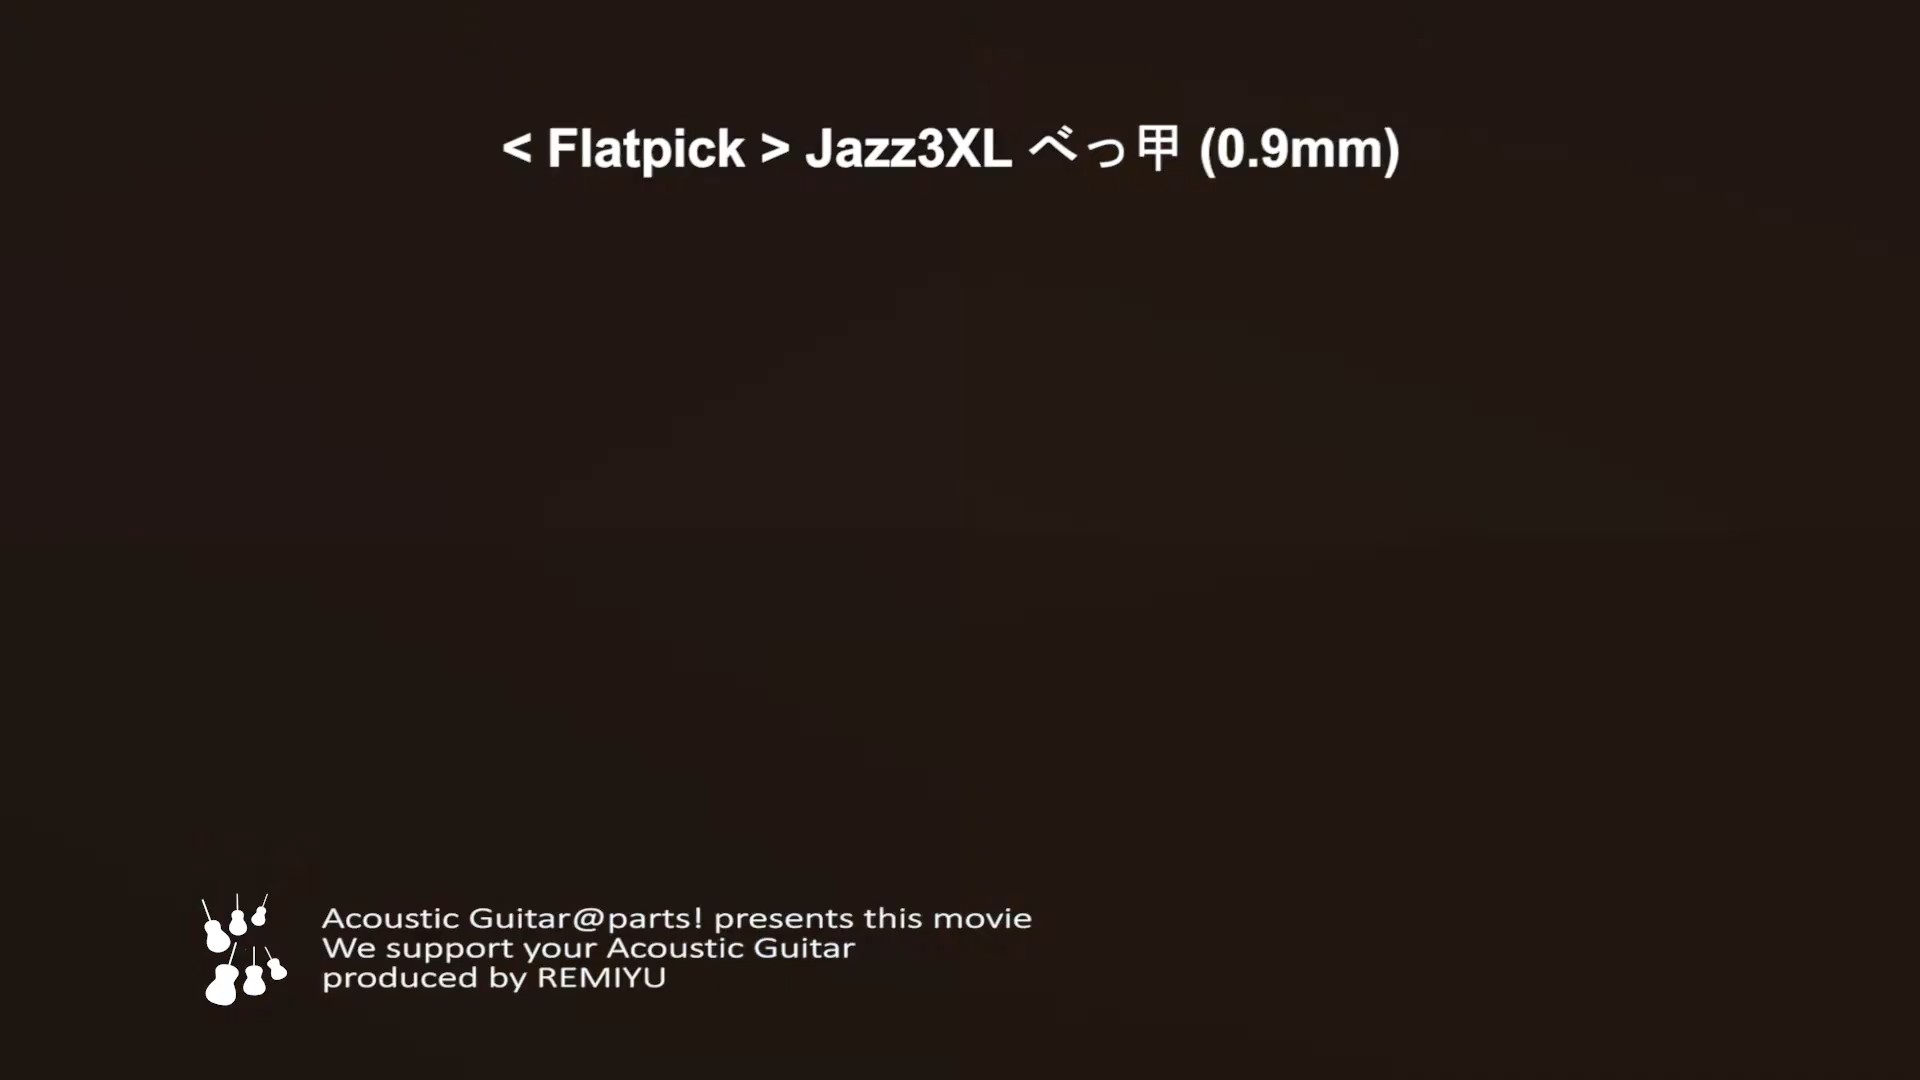 < Flatpick > Jazz3XL べっ甲 (0.9mm)
Acoustic Guitar@parts! presents this movie
We support your Acoustic Guitar
produced by REMIYU